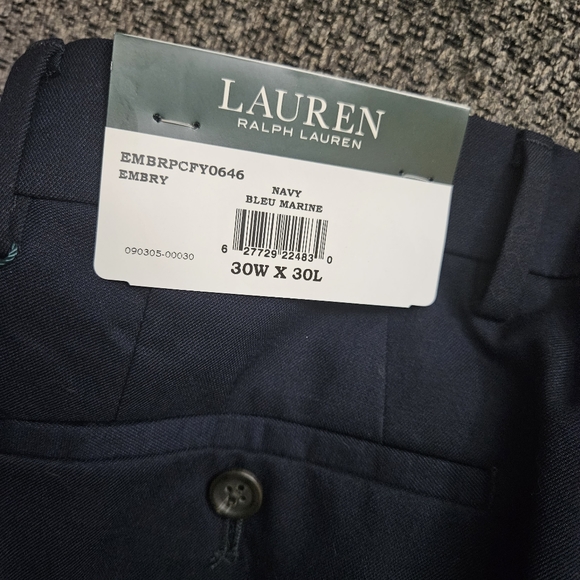 LAUREN
RALPH LAUREN
EMBRPCFY0646
EMBRY
NAVY
BLEU MARINE
6 27729 22483 0
090305-00030
30W X 30L